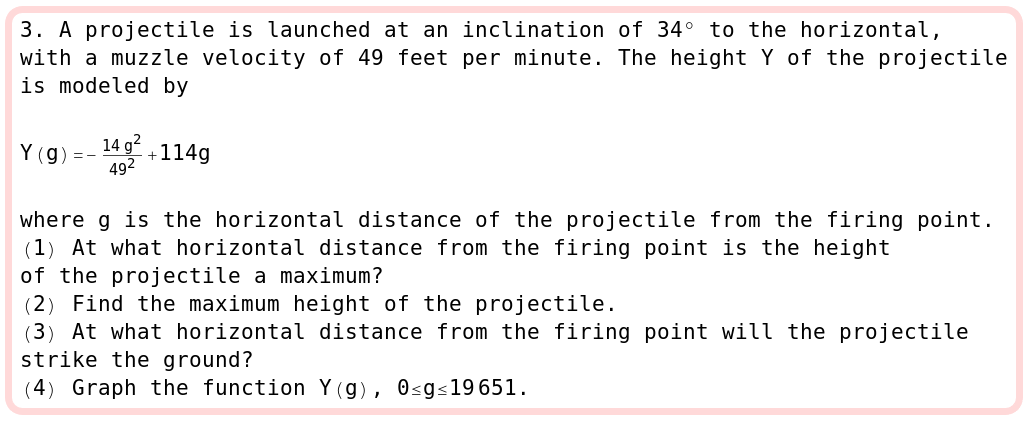 3. A projectile is launched at an inclination of 34° to the horizontal,
with a muzzle velocity of 49 feet per minute. The height Y of the projectile
is modeled by
Y(g)=-\frac{14 g^2}{49^2}+114g
where g is the horizontal distance of the projectile from the firing point.
(1) At what horizontal distance from the firing point is the height
of the projectile a maximum?
(2) Find the maximum height of the projectile.
(3) At what horizontal distance from the firing point will the projectile
strike the ground?
(4) Graph the function Y(g), 0≤g≤19651.